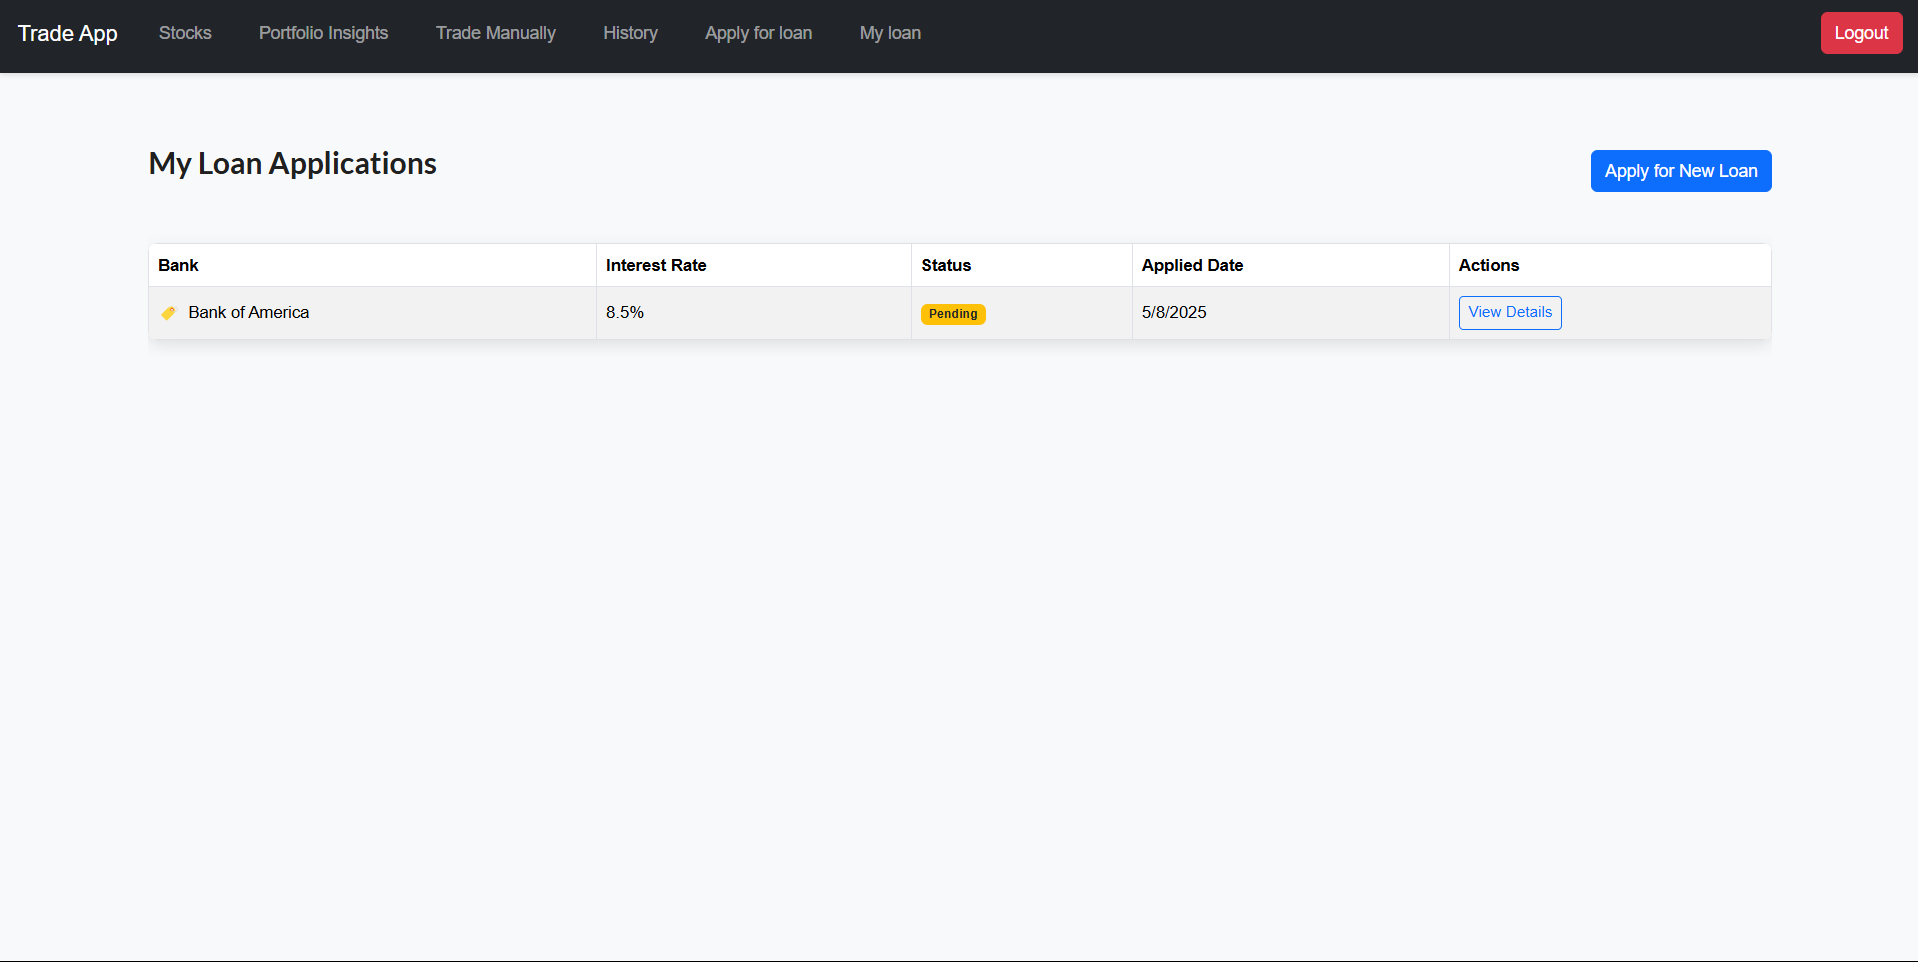 Trade App Stocks Portfolio Insights Trade Manually History Apply for loan My loan Logout
My Loan Applications Apply for New Loan
Bank Interest Rate Status Applied Date Actions
Bank of America 8.5% Pending 5/8/2025 View Details